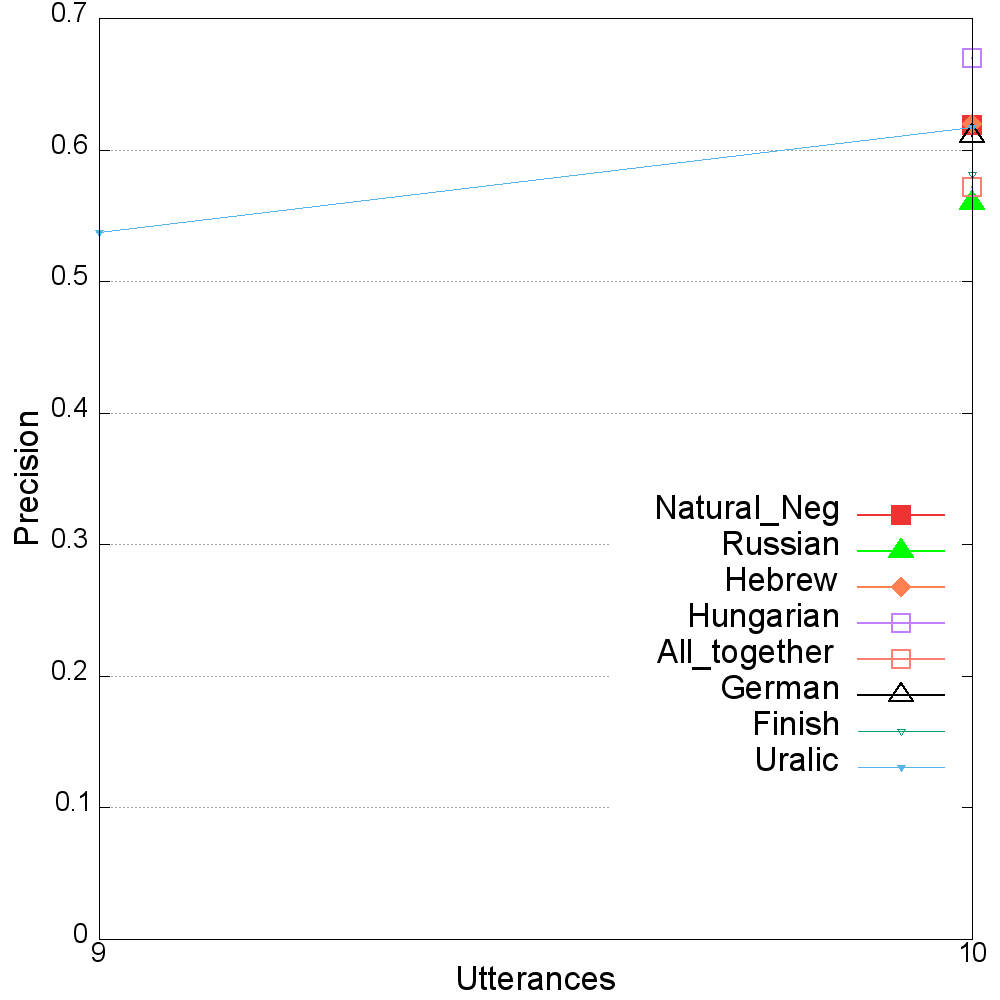 0.7
0.6
0.5
0.4
0.3
0.2
0.1
0
9
10
Precision
Utterances
Natural_Neg
Russian
Hebrew
Hungarian
All_together
German
Finish
Uralic